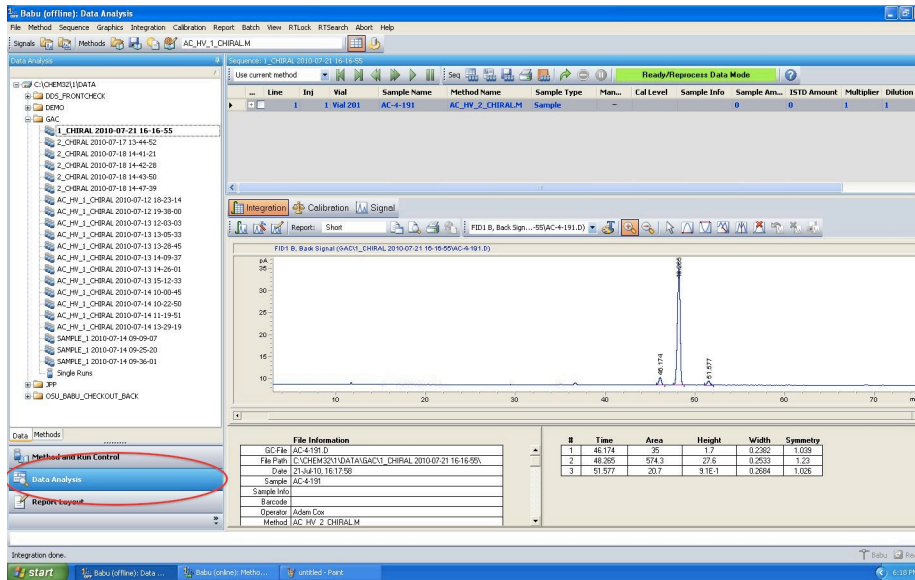 Babu (offline): Data Analysis
File Method Sequence Graphics Integration Calibration Report Batch View RTLock RTSearch Abort Help
Signals Methods AC_HV_1_CHIRAL.M
Data Analysis
C:\CHEM32\1\DATA
DDS_FRONTCHECK
DEMO
GAC
1_CHIRAL 2010-07-21 16-16-55
2_CHIRAL 2010-07-17 13-44-52
2_CHIRAL 2010-07-18 14-41-21
2_CHIRAL 2010-07-18 14-42-28
2_CHIRAL 2010-07-18 14-43-50
2_CHIRAL 2010-07-18 14-47-39
AC_HV_1_CHIRAL 2010-07-12 18-23-14
AC_HV_1_CHIRAL 2010-07-12 19-38-00
AC_HV_1_CHIRAL 2010-07-13 12-03-03
AC_HV_1_CHIRAL 2010-07-13 13-05-33
AC_HV_1_CHIRAL 2010-07-13 13-28-45
AC_HV_1_CHIRAL 2010-07-13 14-09-37
AC_HV_1_CHIRAL 2010-07-13 14-26-01
AC_HV_1_CHIRAL 2010-07-13 15-12-33
AC_HV_1_CHIRAL 2010-07-14 10-00-45
AC_HV_1_CHIRAL 2010-07-14 10-22-50
AC_HV_1_CHIRAL 2010-07-14 11-19-51
AC_HV_1_CHIRAL 2010-07-14 13-29-19
SAMPLE_1 2010-07-14 09-09-07
SAMPLE_1 2010-07-14 09-25-20
SAMPLE_1 2010-07-14 09-36-01
Single Runs
JPP
OSU_BABU_CHECKOUT_BACK
Data Methods
Method and Run Control
Data Analysis
Report Layout
Sequence: 1_CHIRAL 2010-07-21 16-16-55
Use current method Seq Ready/Reprocess Data Mode
... Line Inj Vial Sample Name Method Name Sample Type Man... Cal Level Sample Info Sample Am... ISTD Amount Multiplier Dilution
1 1 Vial 201 AC-4-191 AC_HV_2_CHIRAL.M Sample - 0 0 1 1
Integration Calibration Signal
Report: Short FID1 B, Back Sign...-55\AC-4-191.D)
FID1 B, Back Signal (GAC\1_CHIRAL 2010-07-21 16-16-55\AC-4-191.D)
pA
35
30
25
20
15
10
46.174
48.265
51.577
10 20 30 40 50 60 70
File Information
GC-File AC-4-191.D
File Path C:\CHEM32\1\DATA\GAC\1_CHIRAL 2010-07-21 16-16-55\
Date 21-Jul-10, 16:17:58
Sample AC-4-191
Sample Info
Barcode
Operator Adam Cox
Method AC_HV_2_CHIRAL.M
# Time Area Height Width Symmetry
1 46.174 35 1.7 0.2382 1.039
2 48.265 574.3 27.6 0.2533 1.23
3 51.577 20.7 9.1E-1 0.2684 1.026
Integration done.
Babu
start Babu (offline): Data ... Babu (online): Metho... untitled - Paint 6:18 PM